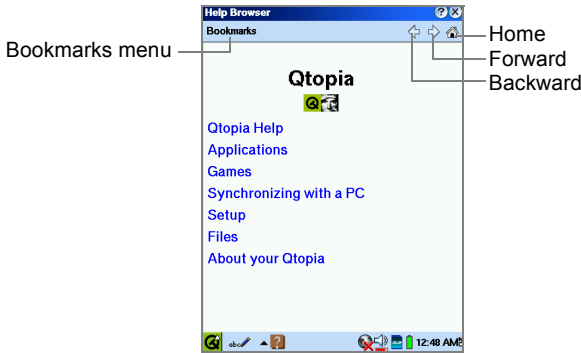 Help Browser
Bookmarks
Bookmarks menu
Home
Forward
Backward
Qtopia
Qtopia Help
Applications
Games
Synchronizing with a PC
Setup
Files
About your Qtopia
abc
12:48 AM